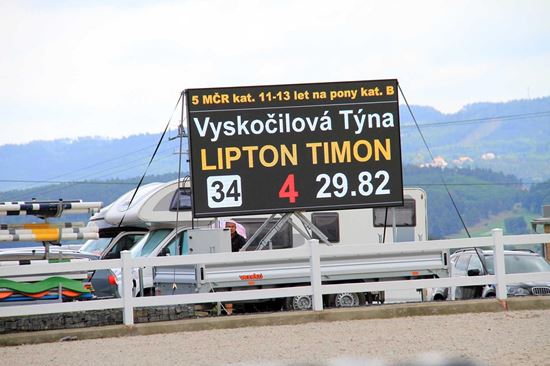 5 MČR kat. 11-13 let na pony kat. B
Vyskočilová Týna
LIPTON TIMON
34 4 29.82